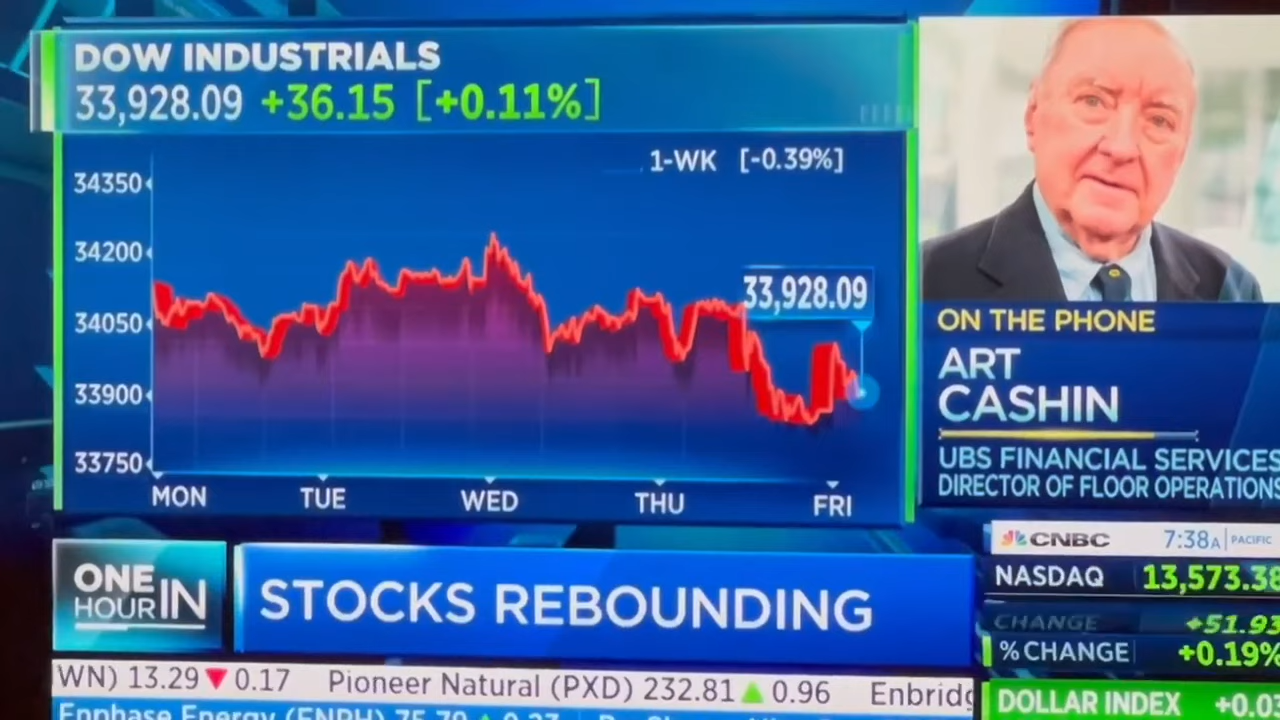 DOW INDUSTRIALS
33,928.09 +36.15 [+0.11%]
1-WK [-0.39%]
34350
34200
34050
33900
33750
33,928.09
MON TUE WED THU FRI
ON THE PHONE
ART
CASHIN
UBS FINANCIAL SERVICES
DIRECTOR OF FLOOR OPERATIONS
ONE
HOUR IN
STOCKS REBOUNDING
CNBC 7:38A PACIFIC
NASDAQ 13,573.38
CHANGE +51.93
% CHANGE +0.19%
DOLLAR INDEX
WN) 13.29 ▼ 0.17 Pioneer Natural (PXD) 232.81 ▲ 0.96 Enbridg
Enphase Energy (ENPH)